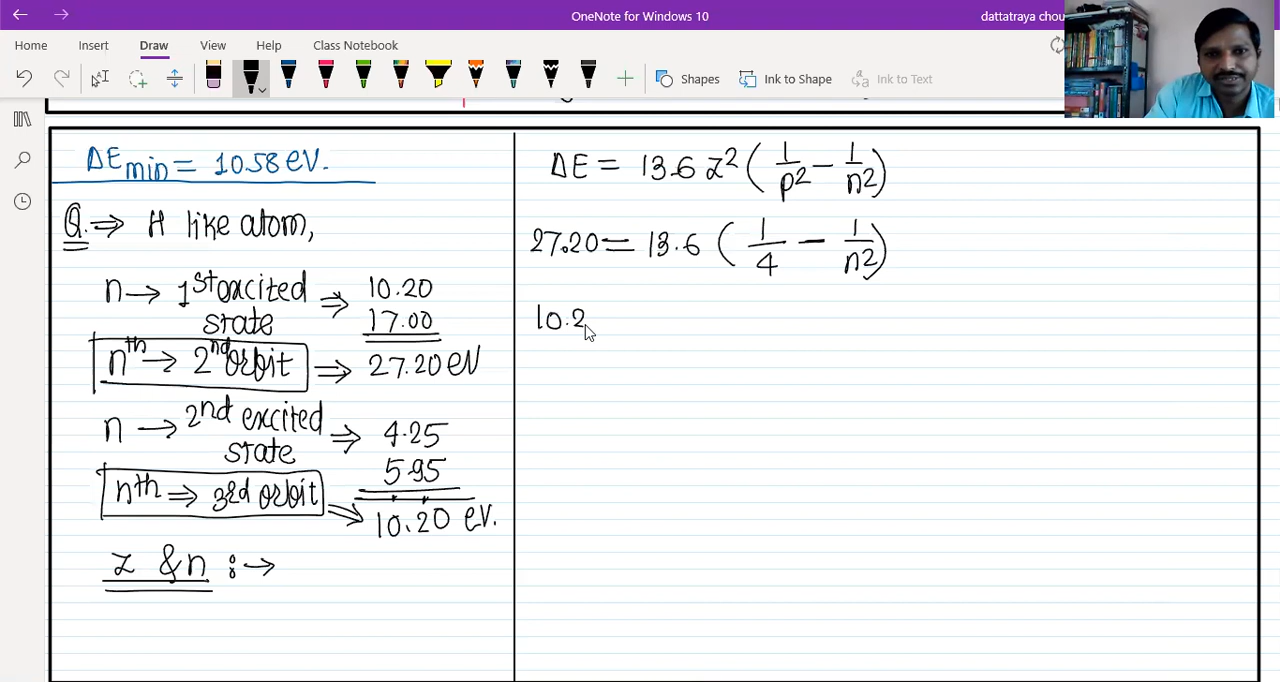 OneNote for Windows 10
dattatraya chou
Home Insert Draw View Help Class Notebook
Shapes Ink to Shape Ink to Text
ΔEmin = 10.58 eV.
Q. ⇒ H like atom,
n → 1st excited state ⇒ 10.20
17.00
nth → 2nd orbit ⇒ 27.20 eV
n → 2nd excited state ⇒ 4.25
5.95
nth ⇒ 3rd orbit ⇒ 10.20 eV.
z & n :→
ΔE = 13.6 z² ( 1/p² − 1/n² )
27.20 = 13.6 ( 1/4 − 1/n² )
10.2